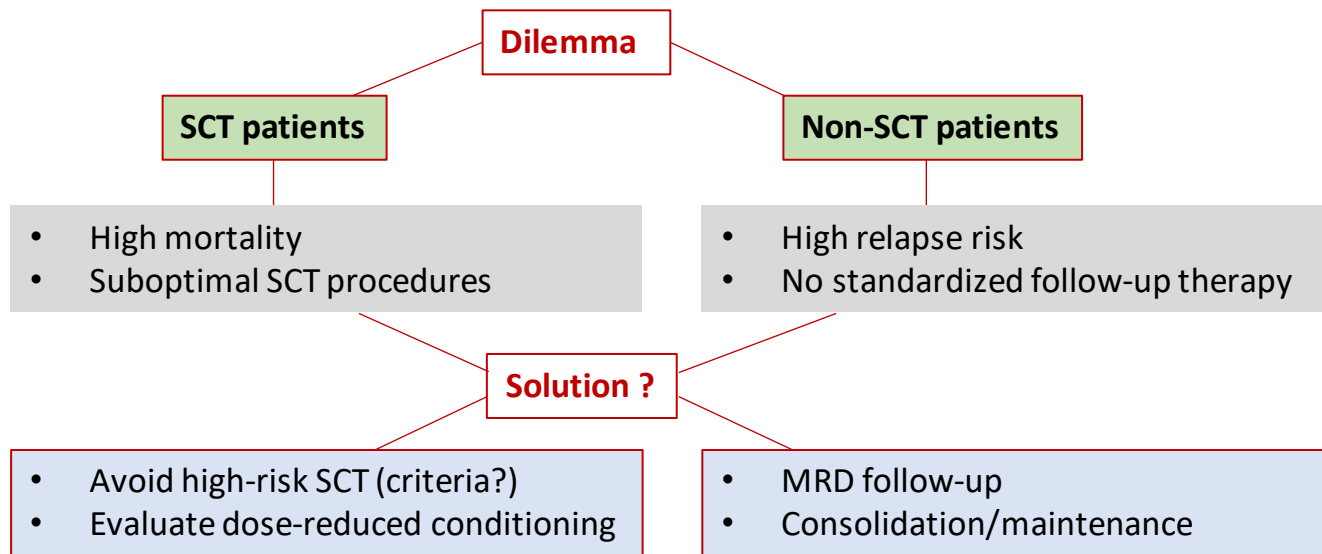 Dilemma
SCT patients
Non-SCT patients
• High mortality
• Suboptimal SCT procedures
• High relapse risk
• No standardized follow-up therapy
Solution ?
• Avoid high-risk SCT (criteria?)
• Evaluate dose-reduced conditioning
• MRD follow-up
• Consolidation/maintenance